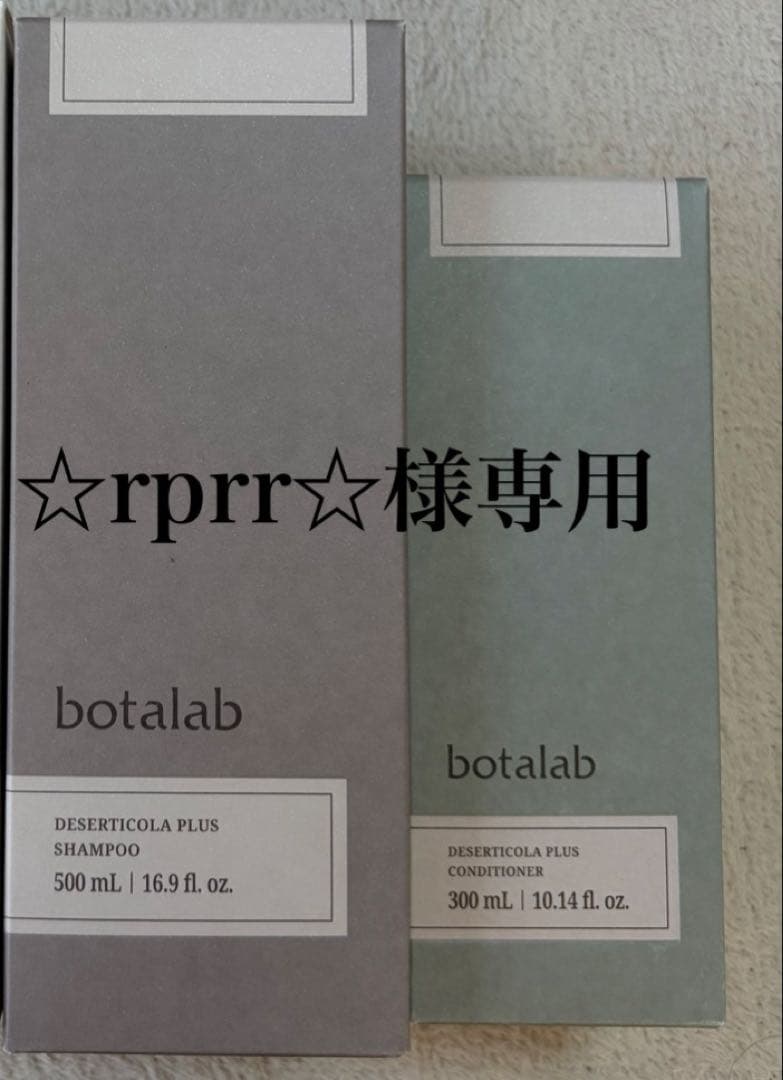 ☆rprr☆様専用
botalab
DESERTICOLA PLUS
SHAMPOO
500 mL | 16.9 fl. oz.
botalab
DESERTICOLA PLUS
CONDITIONER
300 mL | 10.14 fl. oz.